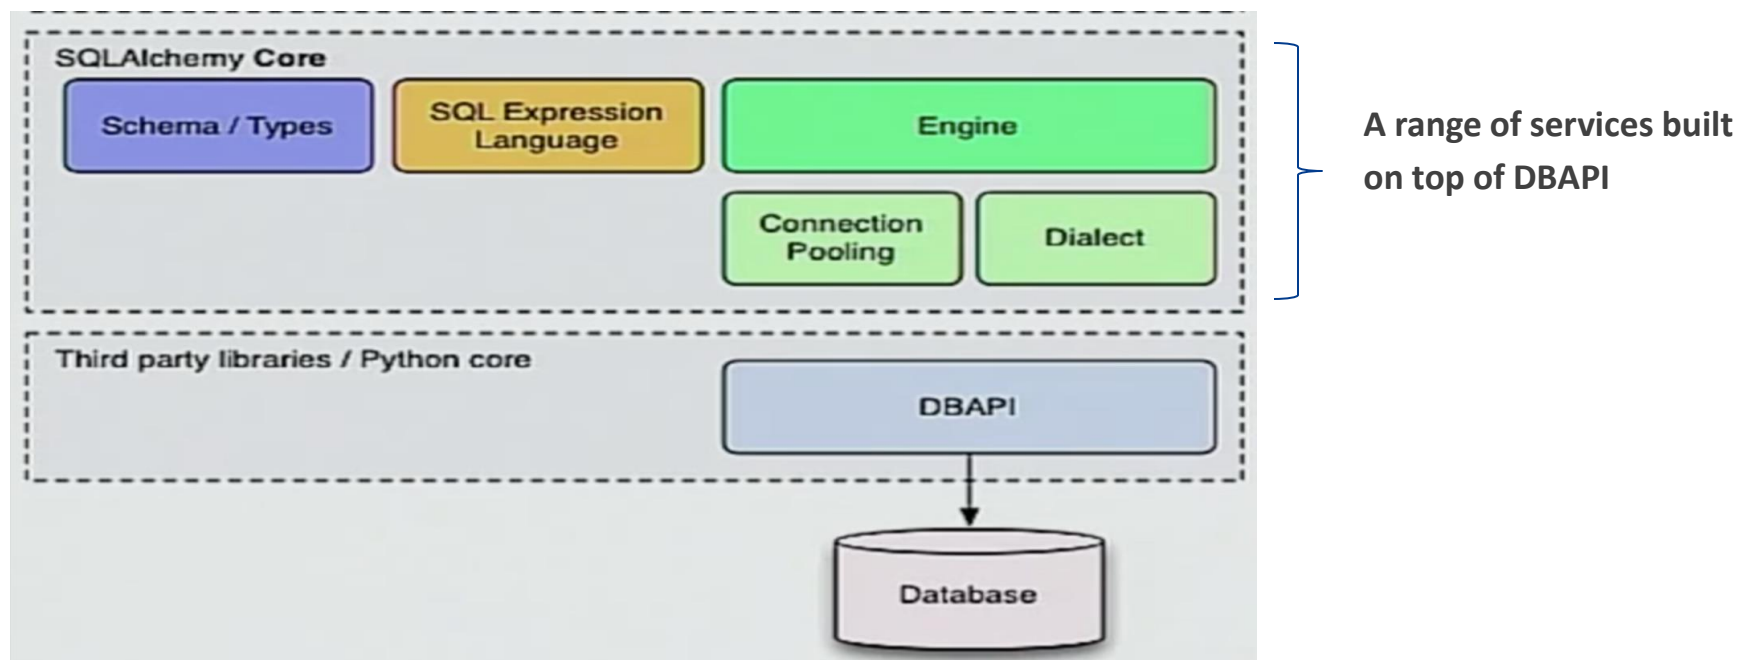 SQLAlchemy Core
Schema / Types
SQL Expression
Language
Engine
Connection
Pooling
Dialect
A range of services built
on top of DBAPI
Third party libraries / Python core
DBAPI
Database